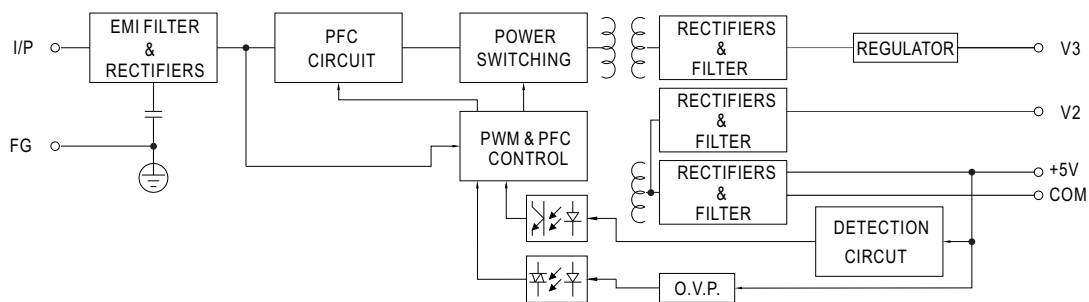 I/P
EMI FILTER
&
RECTIFIERS
PFC
CIRCUIT
POWER
SWITCHING
RECTIFIERS
&
FILTER
REGULATOR
V3
RECTIFIERS
&
FILTER
V2
FG
PWM & PFC
CONTROL
RECTIFIERS
&
FILTER
+5V
COM
DETECTION
CIRCUT
O.V.P.